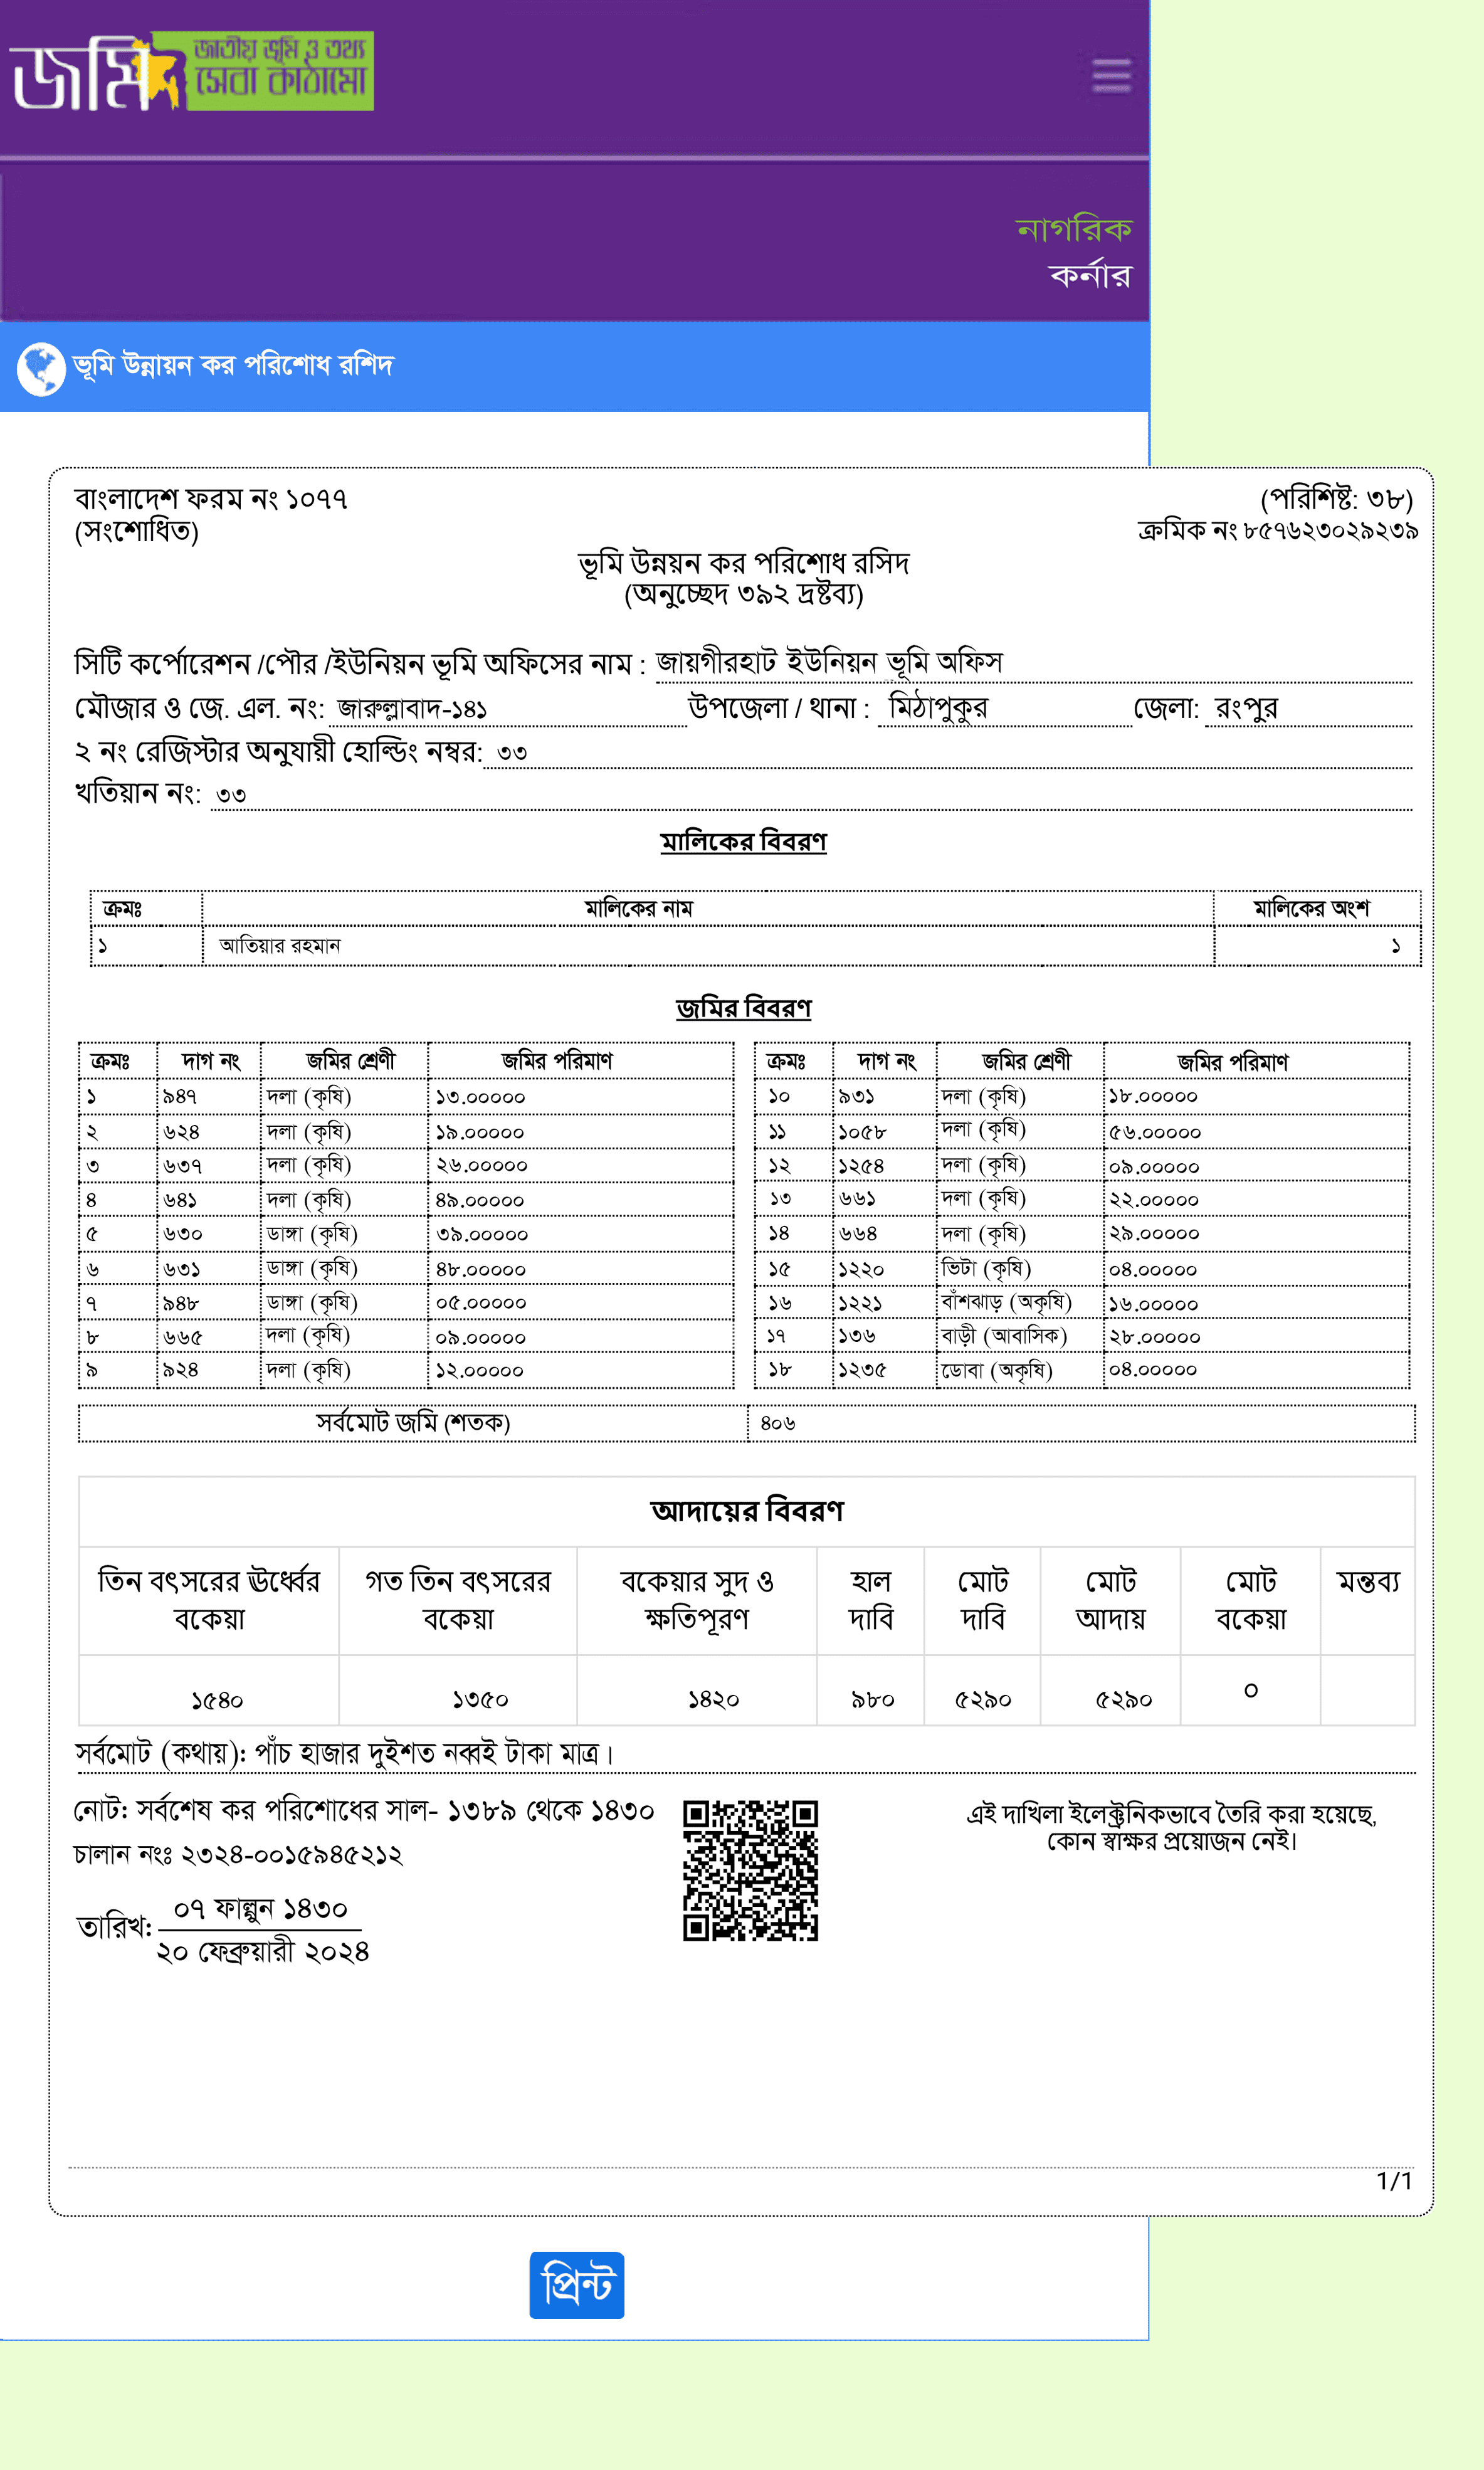 জমি জাতীয় ভূমি ও তথ্য
সেবা কাঠামো
নাগরিক
কর্নার
ভূমি উন্নায়ন কর পরিশোধ রশিদ
বাংলাদেশ ফরম নং ১০৭৭ (পরিশিষ্ট: ৩৮)
(সংশোধিত) ক্রমিক নং ৮৫৭৬২৩০২৯২৩৯
ভূমি উন্নয়ন কর পরিশোধ রসিদ
(অনুচ্ছেদ ৩৯২ দ্রষ্টব্য)
সিটি কর্পোরেশন /পৌর /ইউনিয়ন ভূমি অফিসের নাম : জায়গীরহাট ইউনিয়ন ভূমি অফিস
মৌজার ও জে. এল. নং: জারুল্লাবাদ-১৪১ উপজেলা / থানা : মিঠাপুকুর জেলা: রংপুর
২ নং রেজিস্টার অনুযায়ী হোল্ডিং নম্বর: ৩৩
খতিয়ান নং: ৩৩
মালিকের বিবরণ
ক্রমঃ মালিকের নাম মালিকের অংশ
১ আতিয়ার রহমান ১
জমির বিবরণ
ক্রমঃ দাগ নং জমির শ্রেণী জমির পরিমাণ ক্রমঃ দাগ নং জমির শ্রেণী জমির পরিমাণ
১ ৯৪৭ দলা (কৃষি) ১৩.০০০০০ ১০ ৯৩১ দলা (কৃষি) ১৮.০০০০০
২ ৬২৪ দলা (কৃষি) ১৯.০০০০০ ১১ ১০৫৮ দলা (কৃষি) ৫৬.০০০০০
৩ ৬৩৭ দলা (কৃষি) ২৬.০০০০০ ১২ ১২৫৪ দলা (কৃষি) ০৯.০০০০০
৪ ৬৪১ দলা (কৃষি) ৪৯.০০০০০ ১৩ ৬৬১ দলা (কৃষি) ২২.০০০০০
৫ ৬৩০ ডাঙ্গা (কৃষি) ৩৯.০০০০০ ১৪ ৬৬৪ দলা (কৃষি) ২৯.০০০০০
৬ ৬৩১ ডাঙ্গা (কৃষি) ৪৮.০০০০০ ১৫ ১২২০ ভিটা (কৃষি) ০৪.০০০০০
৭ ৯৪৮ ডাঙ্গা (কৃষি) ০৫.০০০০০ ১৬ ১২২১ বাঁশঝাড় (অকৃষি) ১৬.০০০০০
৮ ৬৬৫ দলা (কৃষি) ০৯.০০০০০ ১৭ ১৩৬ বাড়ী (আবাসিক) ২৮.০০০০০
৯ ৯২৪ দলা (কৃষি) ১২.০০০০০ ১৮ ১২৩৫ ডোবা (অকৃষি) ০৪.০০০০০
সর্বমোট জমি (শতক) ৪০৬
আদায়ের বিবরণ
তিন বৎসরের ঊর্ধ্বের গত তিন বৎসরের বকেয়ার সুদ ও হাল মোট মোট মোট মন্তব্য
বকেয়া বকেয়া ক্ষতিপূরণ দাবি দাবি আদায় বকেয়া
১৫৪০ ১৩৫০ ১৪২০ ৯৮০ ৫২৯০ ৫২৯০ ০
সর্বমোট (কথায়): পাঁচ হাজার দুইশত নব্বই টাকা মাত্র।
নোট: সর্বশেষ কর পরিশোধের সাল- ১৩৮৯ থেকে ১৪৩০
চালান নংঃ ২৩২৪-০০১৫৯৪৫২১২
এই দাখিলা ইলেক্ট্রনিকভাবে তৈরি করা হয়েছে,
কোন স্বাক্ষর প্রয়োজন নেই।
তারিখ: ০৭ ফাল্গুন ১৪৩০
২০ ফেব্রুয়ারী ২০২৪
1/1
প্রিন্ট